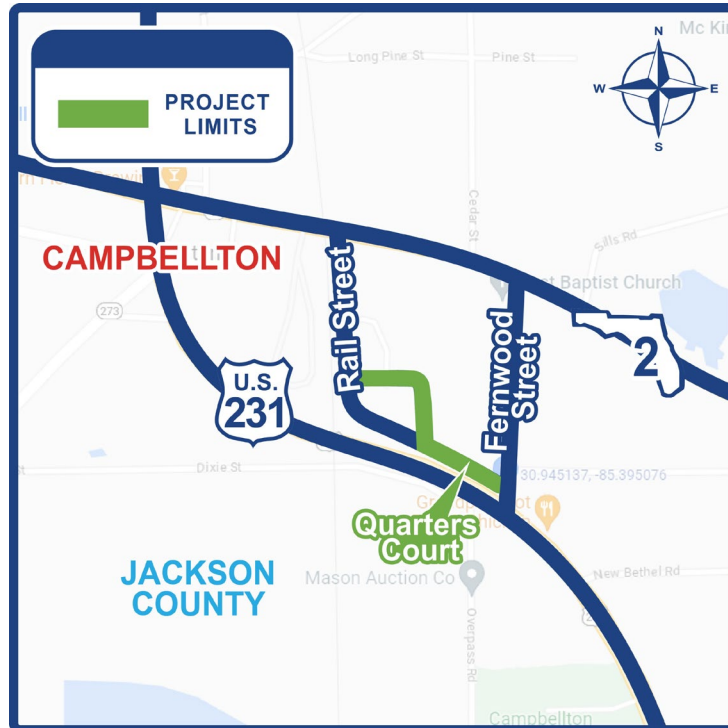 PROJECT
LIMITS
N
W
E
S
Long Pine St
Pine St
Cedar St
Sills Rd
CAMPBELLTON
273
Rail Street
Baptist Church
Fernwood
Street
2
U.S.
231
Dixie St
30.945137, -85.395076
Quarters
Court
JACKSON
COUNTY
Mason Auction Co
New Bethel Rd
Overpass Rd
Campbellton